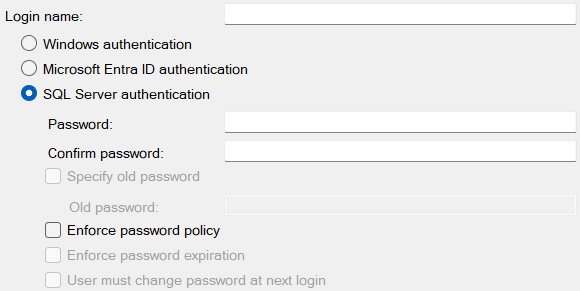 Login name:
Windows authentication
Microsoft Entra ID authentication
SQL Server authentication
Password:
Confirm password:
Specify old password
Old password:
Enforce password policy
Enforce password expiration
User must change password at next login